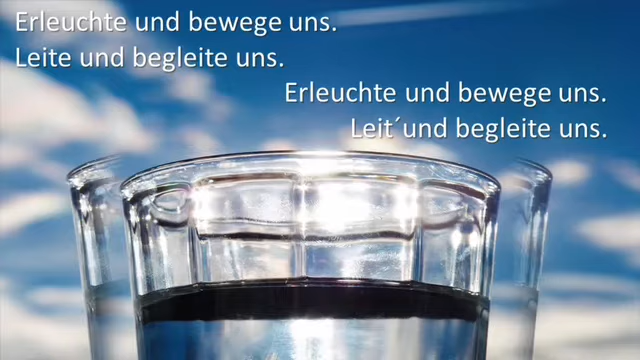 Erleuchte und bewege uns.
Leite und begleite uns.
Erleuchte und bewege uns.
Leit´und begleite uns.